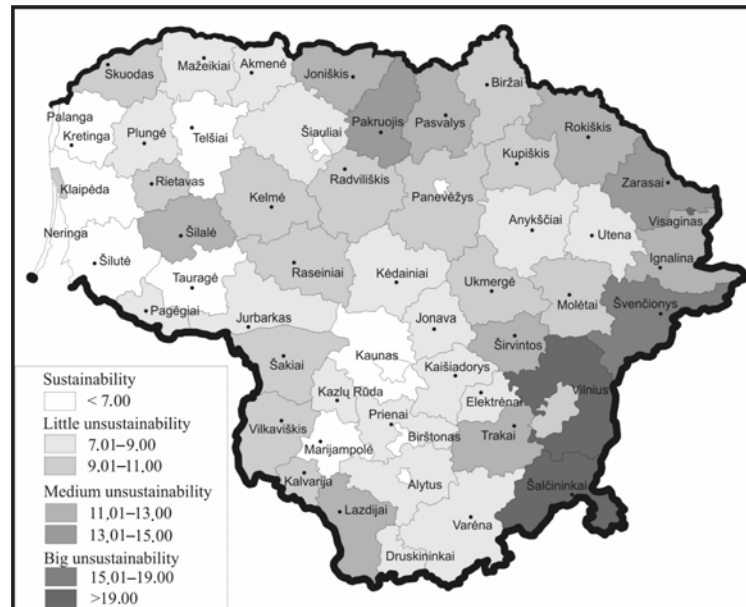 Skuodas
Mažeikiai
Akmenė
Joniškis
Biržai
Palanga
Kretinga
Plungė
Telšiai
Šiauliai
Pakruojis
Pasvalys
Rokiškis
Kupiškis
Zarasai
Klaipėda
Rietavas
Kelmė
Radviliškis
Panevėžys
Visaginas
Neringa
Šilalė
Anykščiai
Utena
Ignalina
Šilutė
Tauragė
Raseiniai
Kėdainiai
Ukmergė
Molėtai
Švenčionys
Pagėgiai
Jurbarkas
Jonava
Širvintos
Kaunas
Šakiai
Kaišiadorys
Kazlų Rūda
Elektrėnai
Vilnius
Prienai
Vilkaviškis
Marijampolė
Birštonas
Trakai
Kalvarija
Alytus
Šalčininkai
Lazdijai
Varėna
Druskininkai
Sustainability
< 7.00
Little unsustainability
7.01–9.00
9.01–11.00
Medium unsustainability
11.01–13.00
13.01–15.00
Big unsustainability
15.01–19.00
>19.00